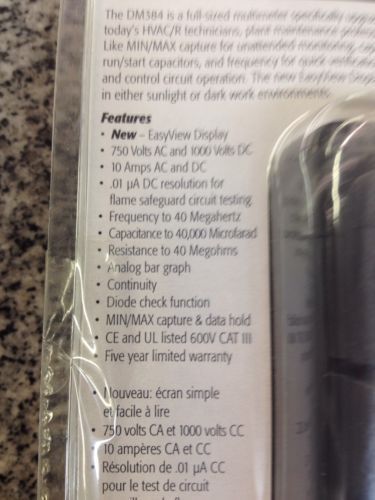 The DM384 is a full-sized multimeter specifically
today's HVAC/R technicians, plant maintenance
Like MIN/MAX capture for unattended monitoring,
run/start capacitors, and frequency for quick
and control circuit operation. The new EasyView
in either sunlight or dark work environments.
Features
• New – EasyView Display
• 750 Volts AC and 1000 Volts DC
• 10 Amps AC and DC
• .01 µA DC resolution for
flame safeguard circuit testing
• Frequency to 40 Megahertz
• Capacitance to 40,000 Microfarad
• Resistance to 40 Megohms
• Analog bar graph
• Continuity
• Diode check function
• MIN/MAX capture & data hold
• CE and UL listed 600V CAT III
• Five year limited warranty
• Nouveau: écran simple
et facile à lire
• 750 volts CA et 1000 volts CC
10 ampères CA et CC
• Résolution de .01 µA CC
pour le test de circuit